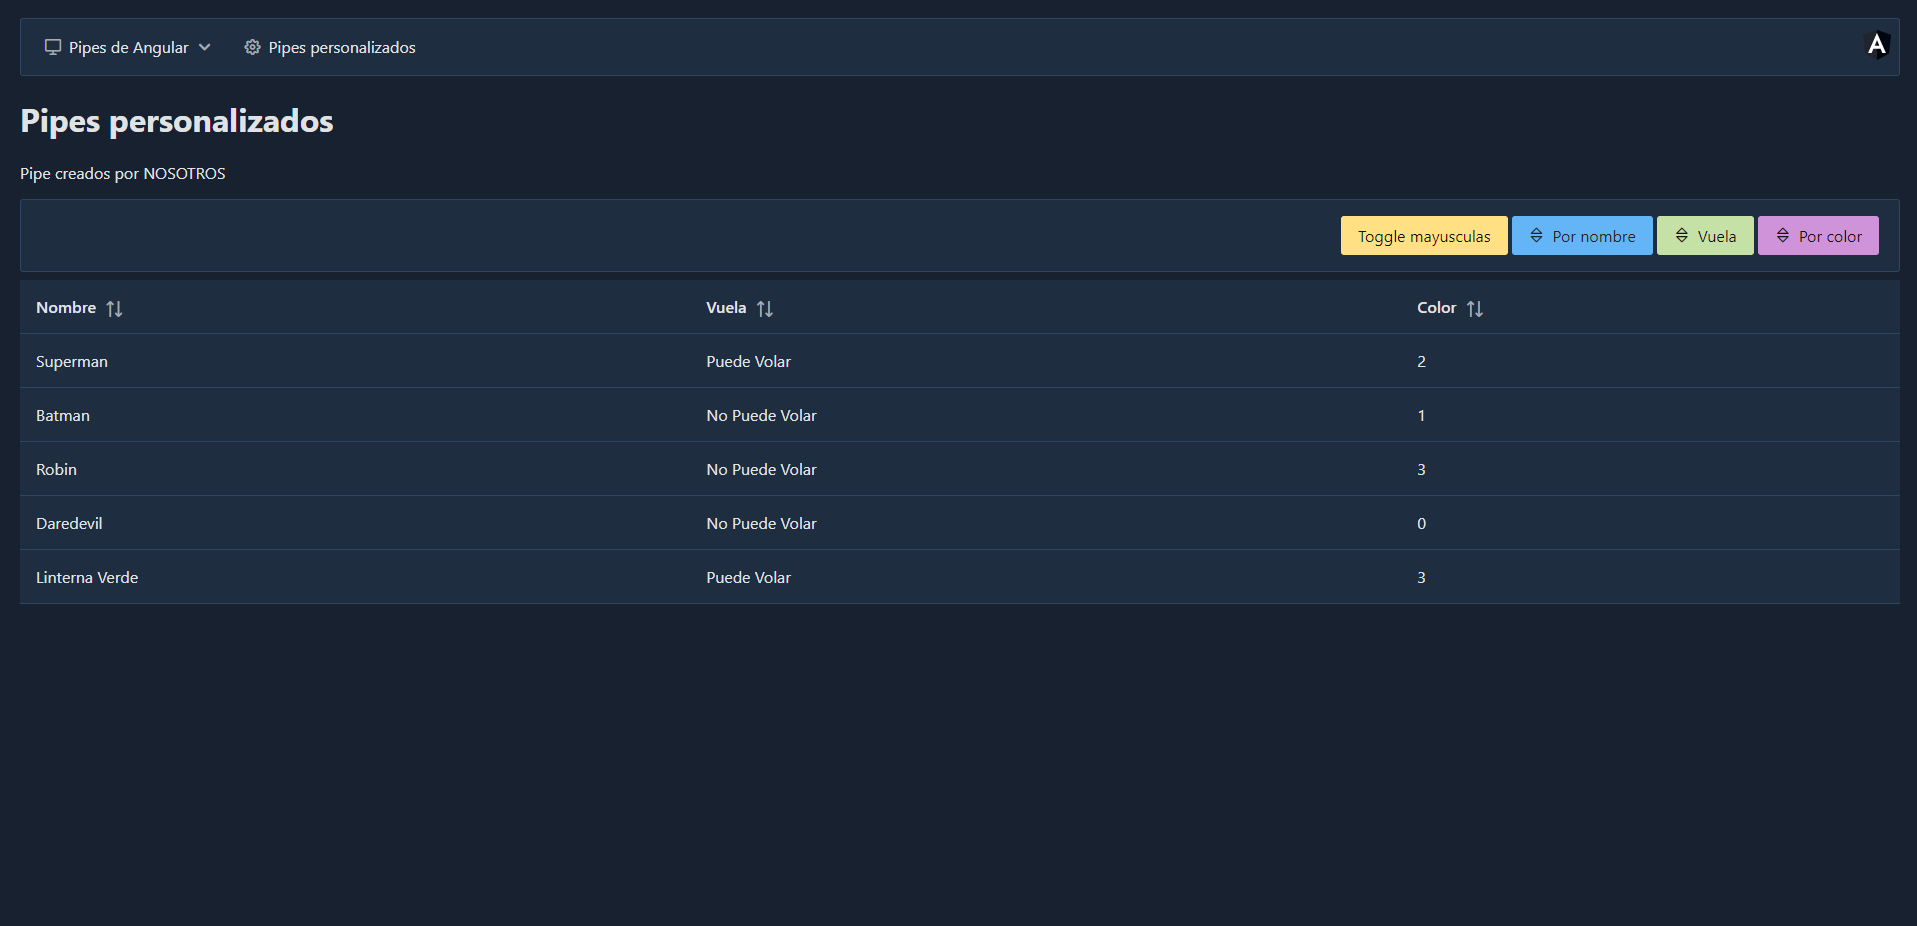 Pipes de Angular Pipes personalizados A
Pipes personalizados
Pipe creados por NOSOTROS
Toggle mayusculas Por nombre Vuela Por color
Nombre Vuela Color
Superman Puede Volar 2
Batman No Puede Volar 1
Robin No Puede Volar 3
Daredevil No Puede Volar 0
Linterna Verde Puede Volar 3